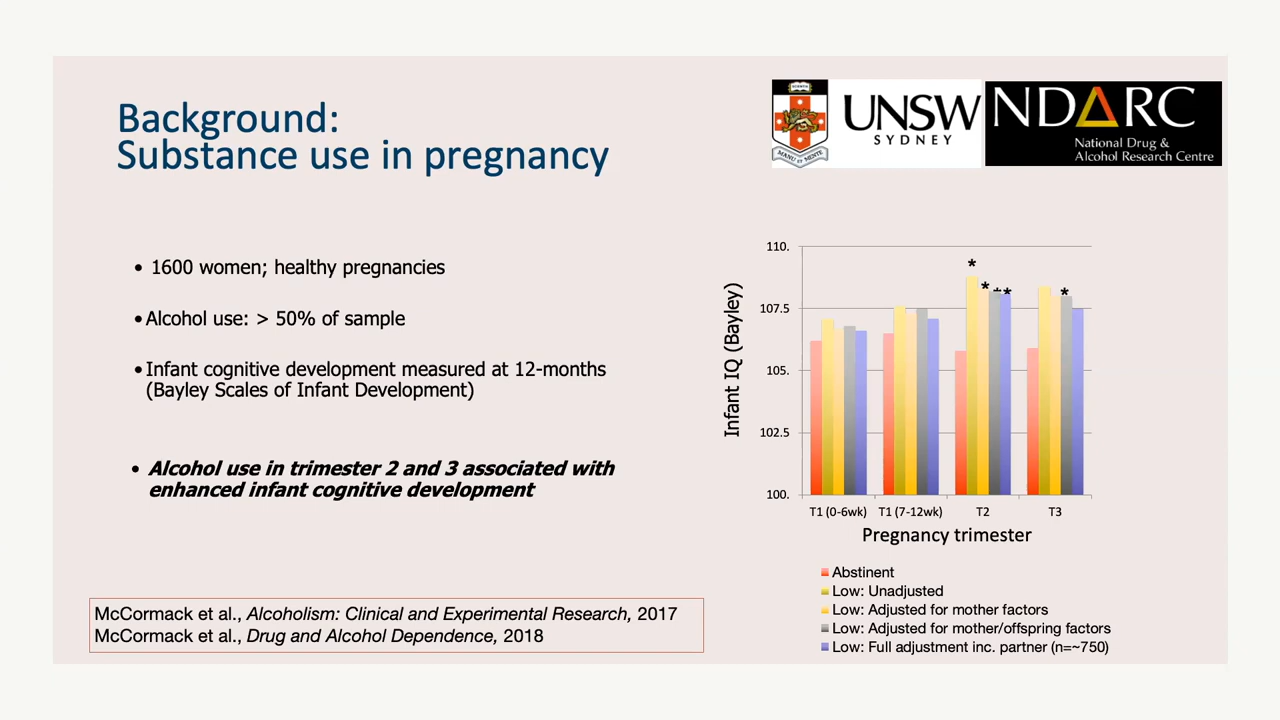 Background:
Substance use in pregnancy
UNSW
SYDNEY
NDARC
National Drug &
Alcohol Research Centre
• 1600 women; healthy pregnancies
• Alcohol use: > 50% of sample
• Infant cognitive development measured at 12-months
(Bayley Scales of Infant Development)
• Alcohol use in trimester 2 and 3 associated with
enhanced infant cognitive development
McCormack et al., Alcoholism: Clinical and Experimental Research, 2017
McCormack et al., Drug and Alcohol Dependence, 2018
Infant IQ (Bayley)
110.
107.5
105.
102.5
100.
*
* **
*
T1 (0-6wk) T1 (7-12wk) T2 T3
Pregnancy trimester
Abstinent
Low: Unadjusted
Low: Adjusted for mother factors
Low: Adjusted for mother/offspring factors
Low: Full adjustment inc. partner (n=~750)